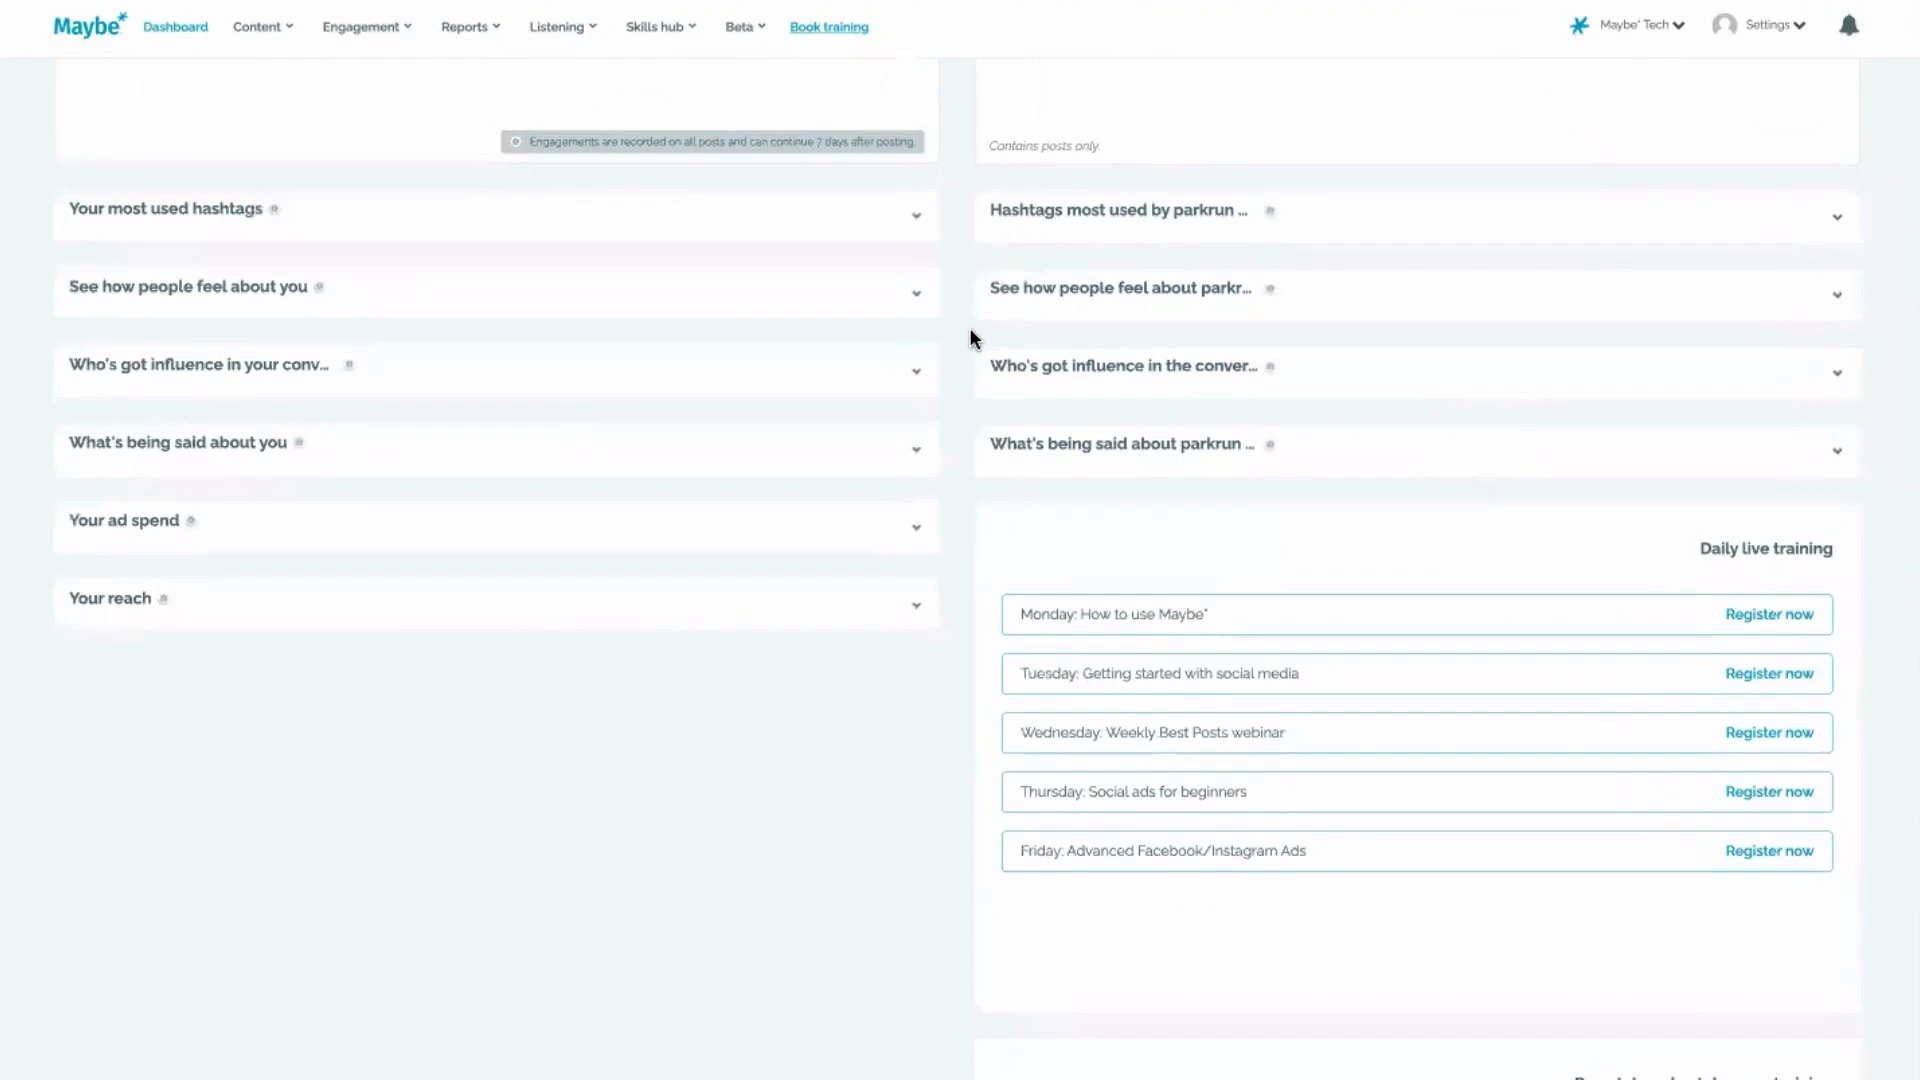 Maybe*
Dashboard
Content
Engagement
Reports
Listening
Skills hub
Beta
Book training
Maybe* Tech
Settings
Engagements are recorded on all posts and can continue 7 days after posting.
Contains posts only.
Your most used hashtags
Hashtags most used by parkrun ...
See how people feel about you
See how people feel about parkr...
Who's got influence in your conv...
Who's got influence in the conver...
What's being said about you
What's being said about parkrun ...
Your ad spend
Your reach
Daily live training
Monday: How to use Maybe* Register now
Tuesday: Getting started with social media Register now
Wednesday: Weekly Best Posts webinar Register now
Thursday: Social ads for beginners Register now
Friday: Advanced Facebook/Instagram Ads Register now